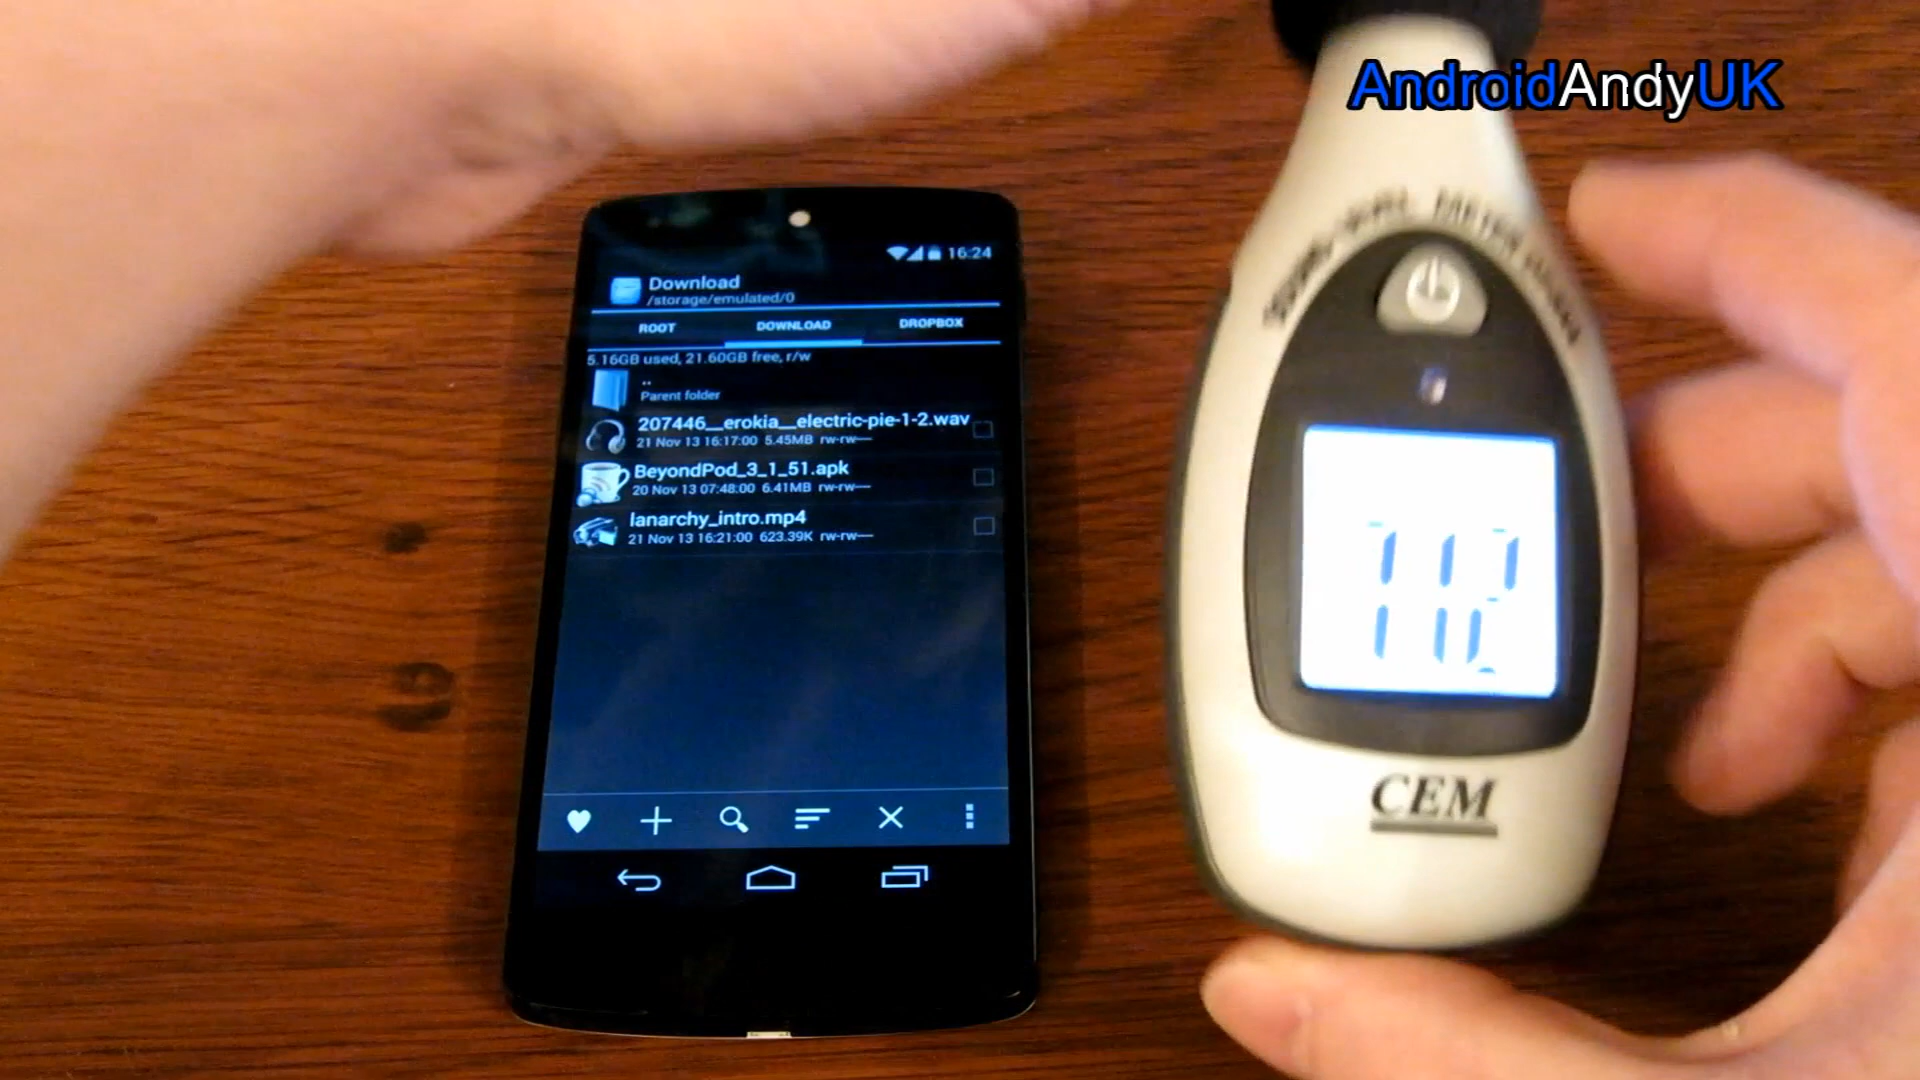 AndroidAndyUK
16:24
Download
/storage/emulated/0
ROOT
DOWNLOAD
DROPBOX
5.16GB used, 21.60GB free, r/w
..
Parent folder
207446__erokia__electric-pie-1-2.wav
21 Nov 13 16:17:00 5.45MB rw-rw—
BeyondPod_3_1_51.apk
20 Nov 13 07:48:00 6.41MB rw-rw—
lanarchy_intro.mp4
21 Nov 13 16:21:00 623.39K rw-rw—
SOUND LEVEL METER
CEM